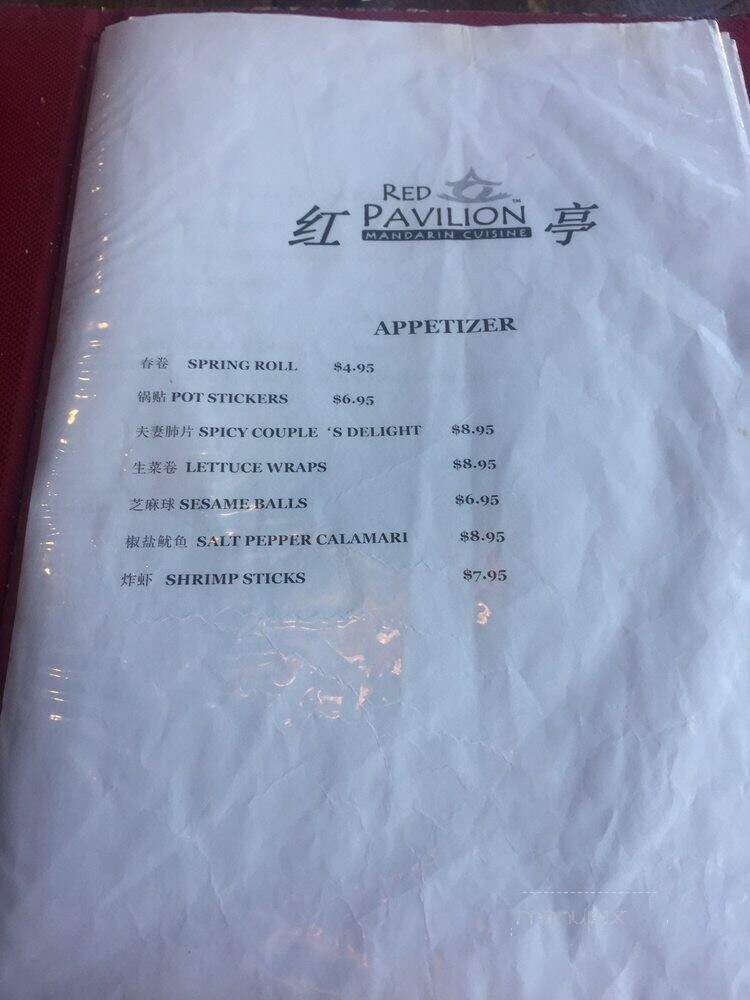 RED
红 PAVILION™ 亭
MANDARIN CUISINE
APPETIZER
春卷 SPRING ROLL $4.95
锅贴 POT STICKERS $6.95
夫妻肺片 SPICY COUPLE 'S DELIGHT $8.95
生菜卷 LETTUCE WRAPS $8.95
芝麻球 SESAME BALLS $6.95
椒盐鱿鱼 SALT PEPPER CALAMARI $8.95
炸虾 SHRIMP STICKS $7.95
menupix